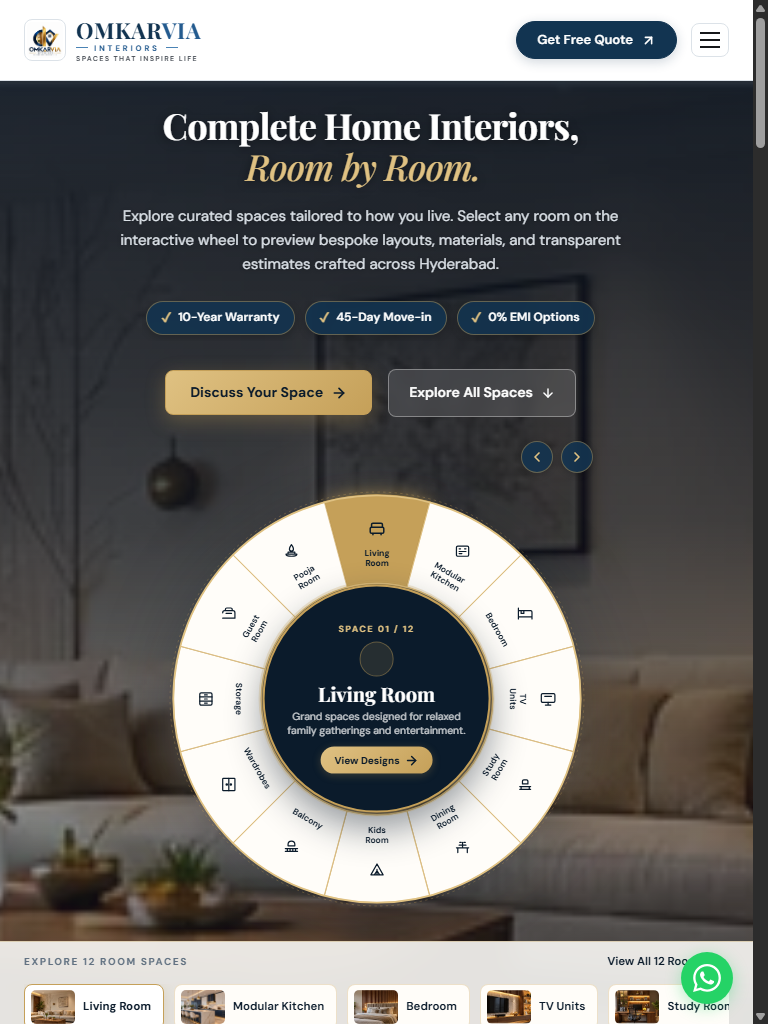 OMKARVIA
INTERIORS
SPACES THAT INSPIRE LIFE
Get Free Quote
Complete Home Interiors,
Room by Room.
Explore curated spaces tailored to how you live. Select any room on the
interactive wheel to preview bespoke layouts, materials, and transparent
estimates crafted across Hyderabad.
✓ 10-Year Warranty
✓ 45-Day Move-in
✓ 0% EMI Options
Discuss Your Space →
Explore All Spaces ↓
Living
Room
Modular
Kitchen
Bedroom
TV
Units
Study
Room
Dining
Room
Kids
Room
Balcony
Wardrobes
Storage
Guest
Room
Pooja
Room
SPACE 01 / 12
Living Room
Grand spaces designed for relaxed
family gatherings and entertainment.
View Designs →
EXPLORE 12 ROOM SPACES
View All 12
Living Room
Modular Kitchen
Bedroom
TV Units
Study Room